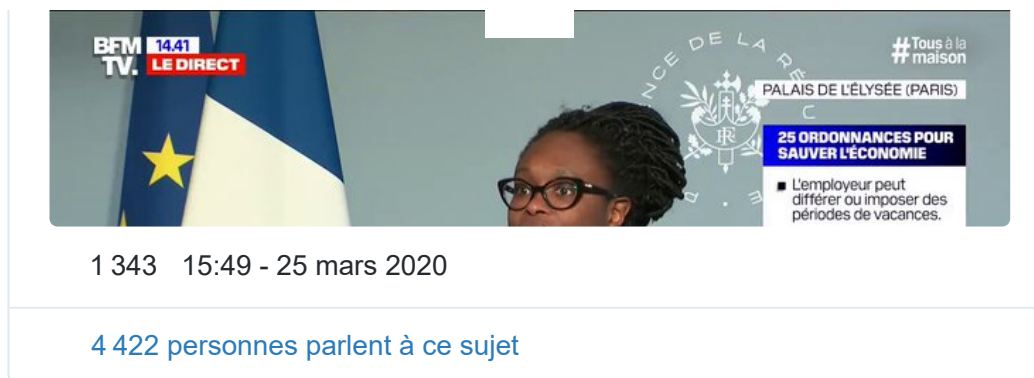 BFM
TV.
14.41
LE DIRECT
#Tous à la
maison
PALAIS DE L'ÉLYSÉE (PARIS)
25 ORDONNANCES POUR
SAUVER L'ÉCONOMIE
■ L'employeur peut
différer ou imposer des
périodes de vacances.
1 343 15:49 - 25 mars 2020
4 422 personnes parlent à ce sujet